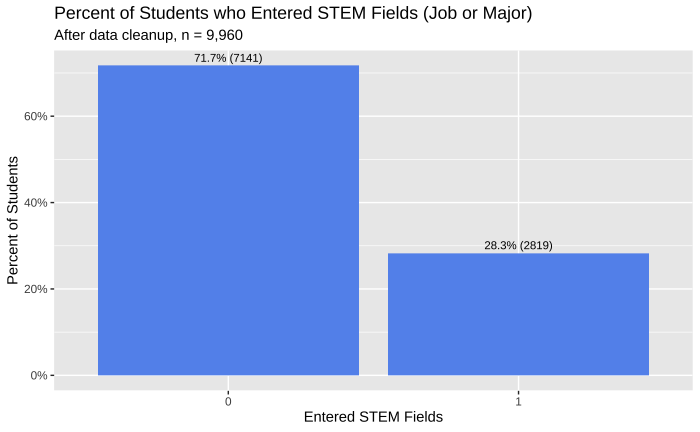 Percent of Students who Entered STEM Fields (Job or Major)
After data cleanup, n = 9,960
71.7% (7141)
60%
40%
28.3% (2819)
20%
0%
Percent of Students
0 1
Entered STEM Fields